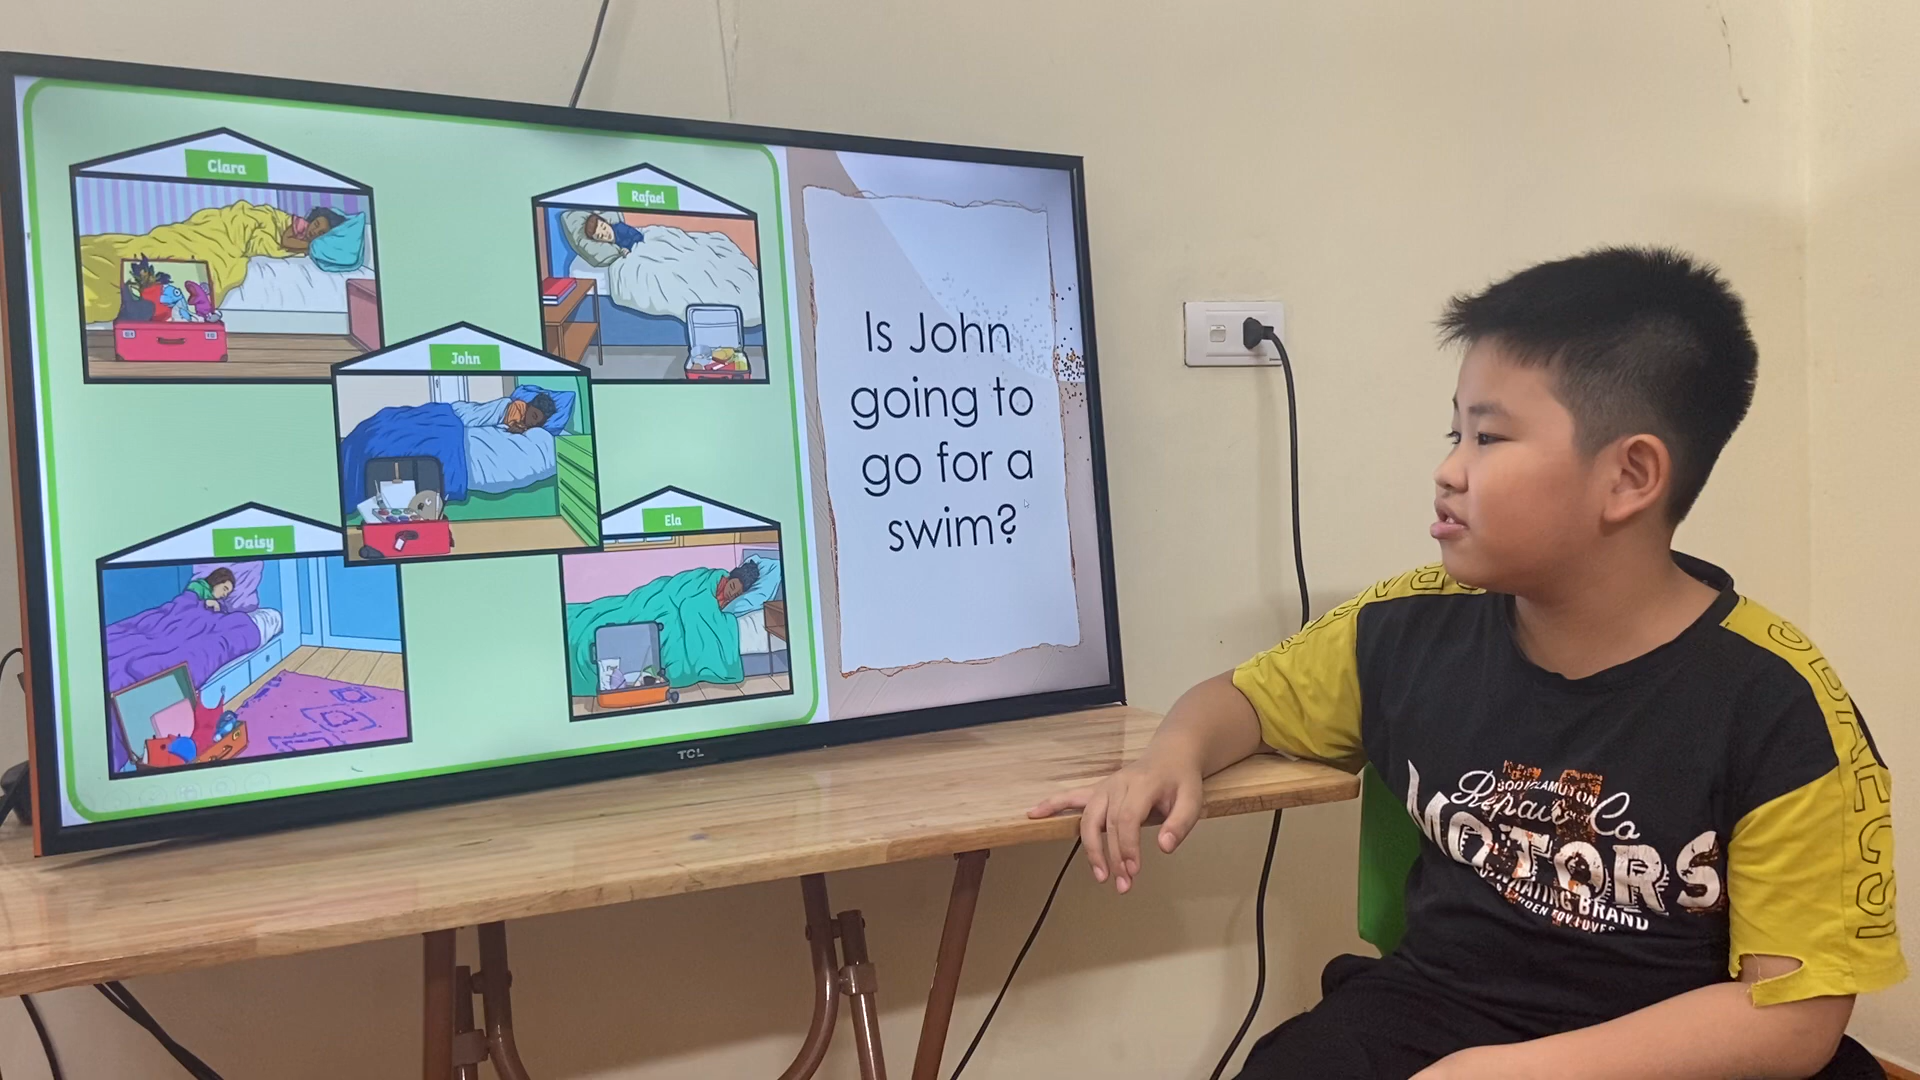 Clara
Rafael
John
Daisy
Ela
Is John
going to
go for a
swim?
TCL
Repair Co
MOTORS
BRAND